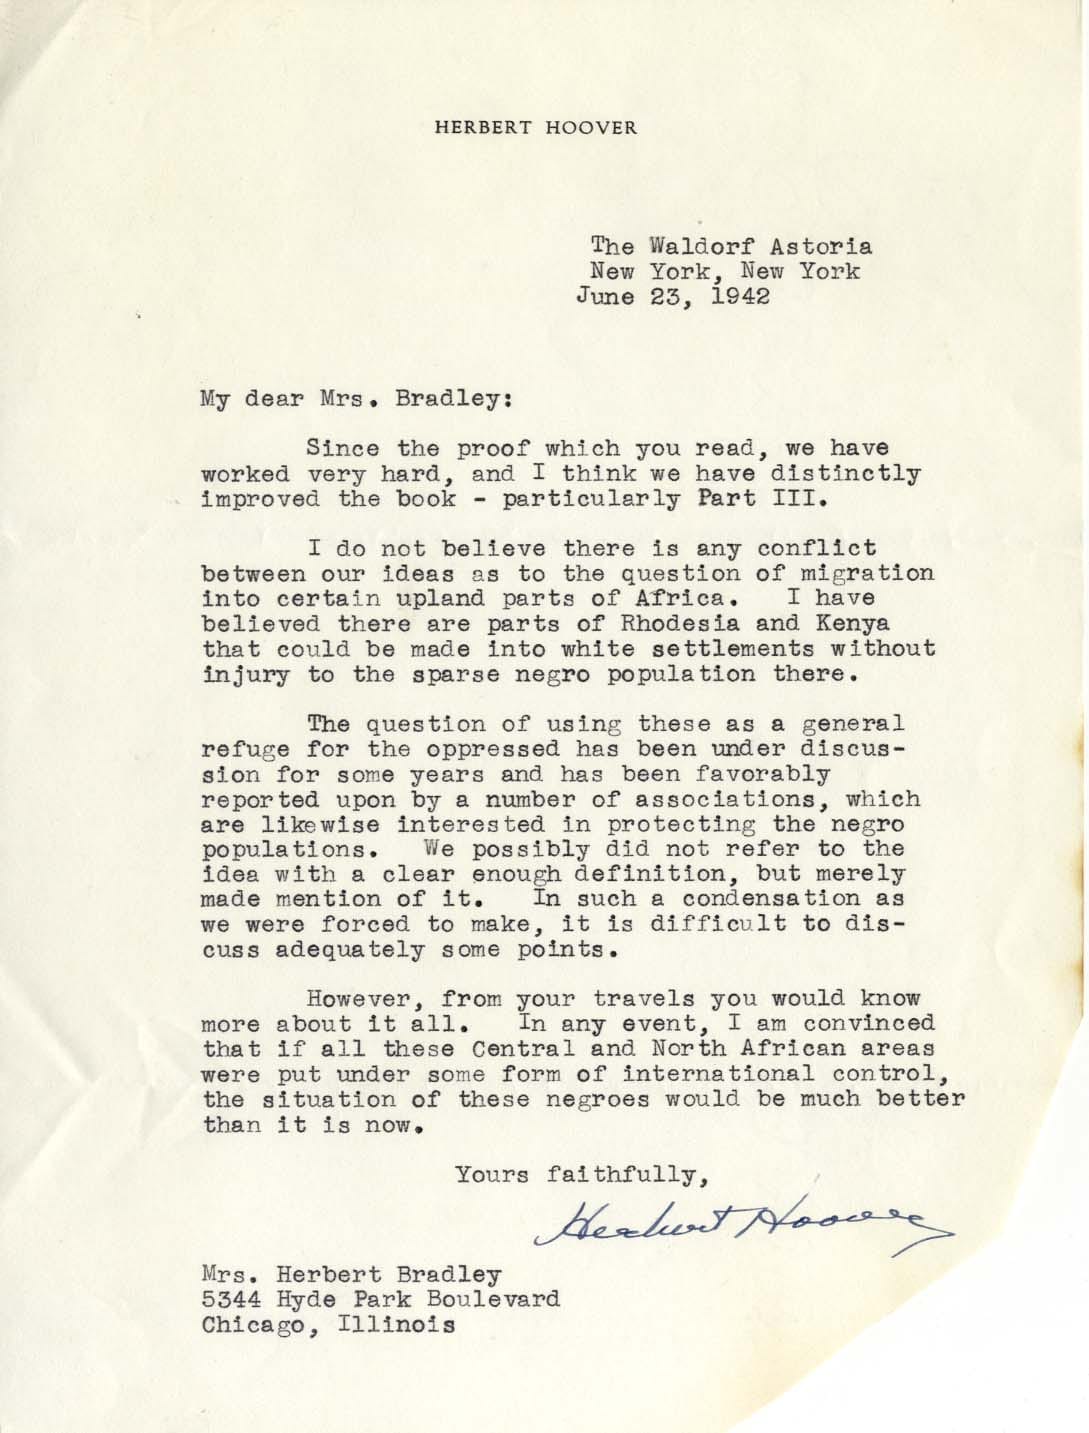 HERBERT HOOVER
The Waldorf Astoria
New York, New York
June 23, 1942
My dear Mrs. Bradley:
Since the proof which you read, we have
worked very hard, and I think we have distinctly
improved the book - particularly Part III.
I do not believe there is any conflict
between our ideas as to the question of migration
into certain upland parts of Africa. I have
believed there are parts of Rhodesia and Kenya
that could be made into white settlements without
injury to the sparse negro population there.
The question of using these as a general
refuge for the oppressed has been under discus-
sion for some years and has been favorably
reported upon by a number of associations, which
are likewise interested in protecting the negro
populations. We possibly did not refer to the
idea with a clear enough definition, but merely
made mention of it. In such a condensation as
we were forced to make, it is difficult to dis-
cuss adequately some points.
However, from your travels you would know
more about it all. In any event, I am convinced
that if all these Central and North African areas
were put under some form of international control,
the situation of these negroes would be much better
than it is now.
Yours faithfully,
Herbert Hoover
Mrs. Herbert Bradley
5344 Hyde Park Boulevard
Chicago, Illinois